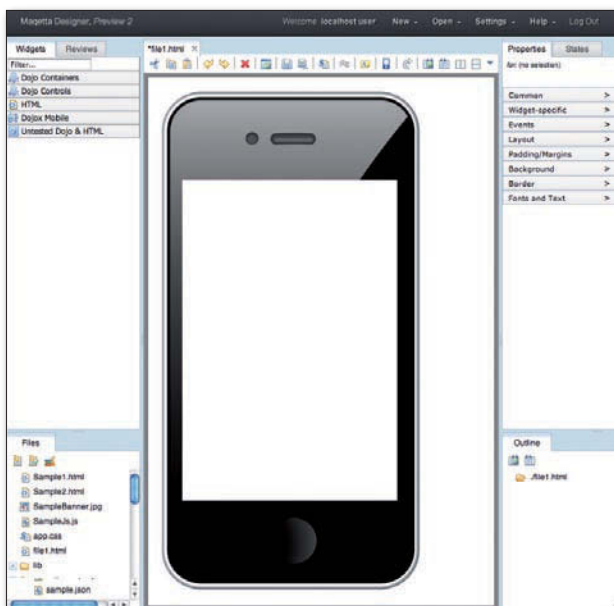 Maqetta Designer, Preview 2
Welcome localhost user
New
Open
Settings
Help
Log Out
Widgets
Reviews
Filter...
Dojo Containers
Dojo Controls
HTML
Dojox Mobile
Untested Dojo & HTML
*file1.html ×
Properties
States
for: (no selection)
Common >
Widget-specific >
Events >
Layout >
Padding/Margins >
Background >
Border >
Fonts and Text >
Files
Sample1.html
Sample2.html
SampleBanner.jpg
SampleJs.js
app.css
file1.html
lib
sample.json
Outline
./file1.html